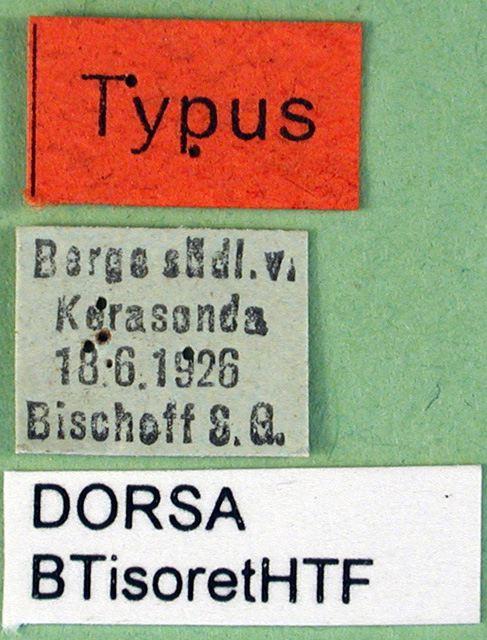 Typus
Berge südl. v.
Kerasonda
18.6.1926
Bischoff S. G.
DORSA
BTisoretHTF